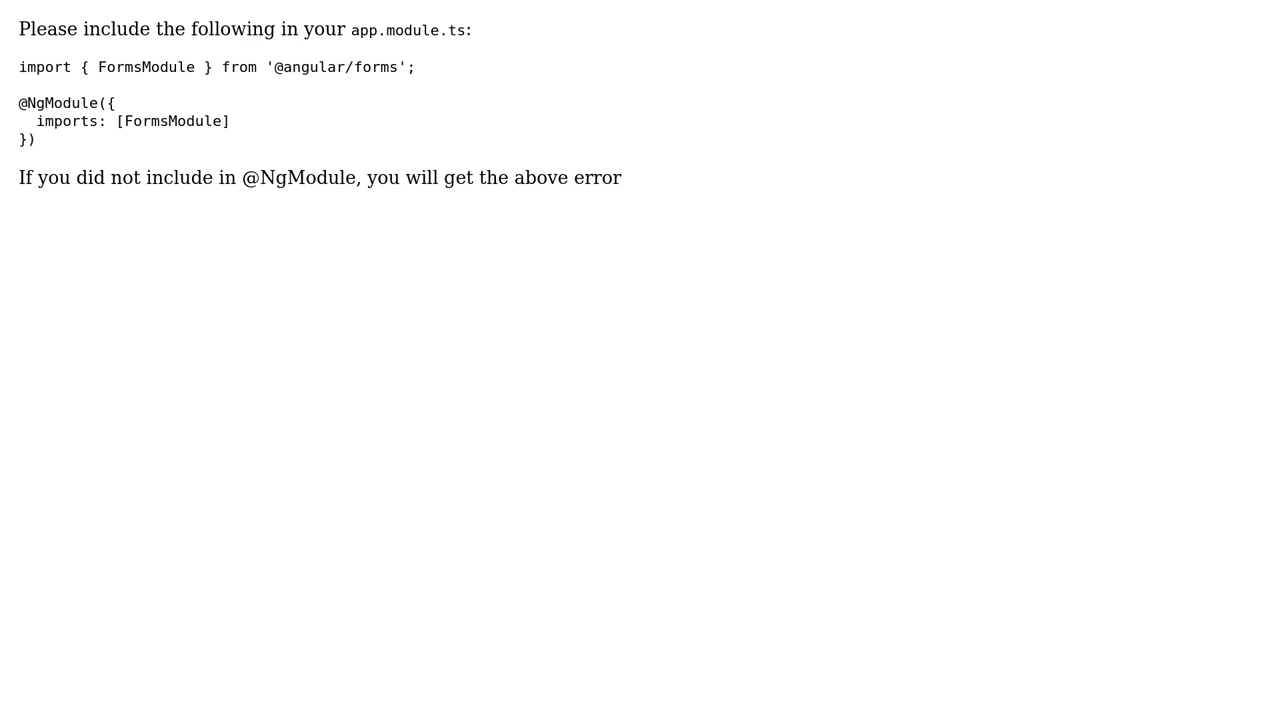 Please include the following in your app.module.ts:
import { FormsModule } from '@angular/forms';
@NgModule({
  imports: [FormsModule]
})
If you did not include in @NgModule, you will get the above error